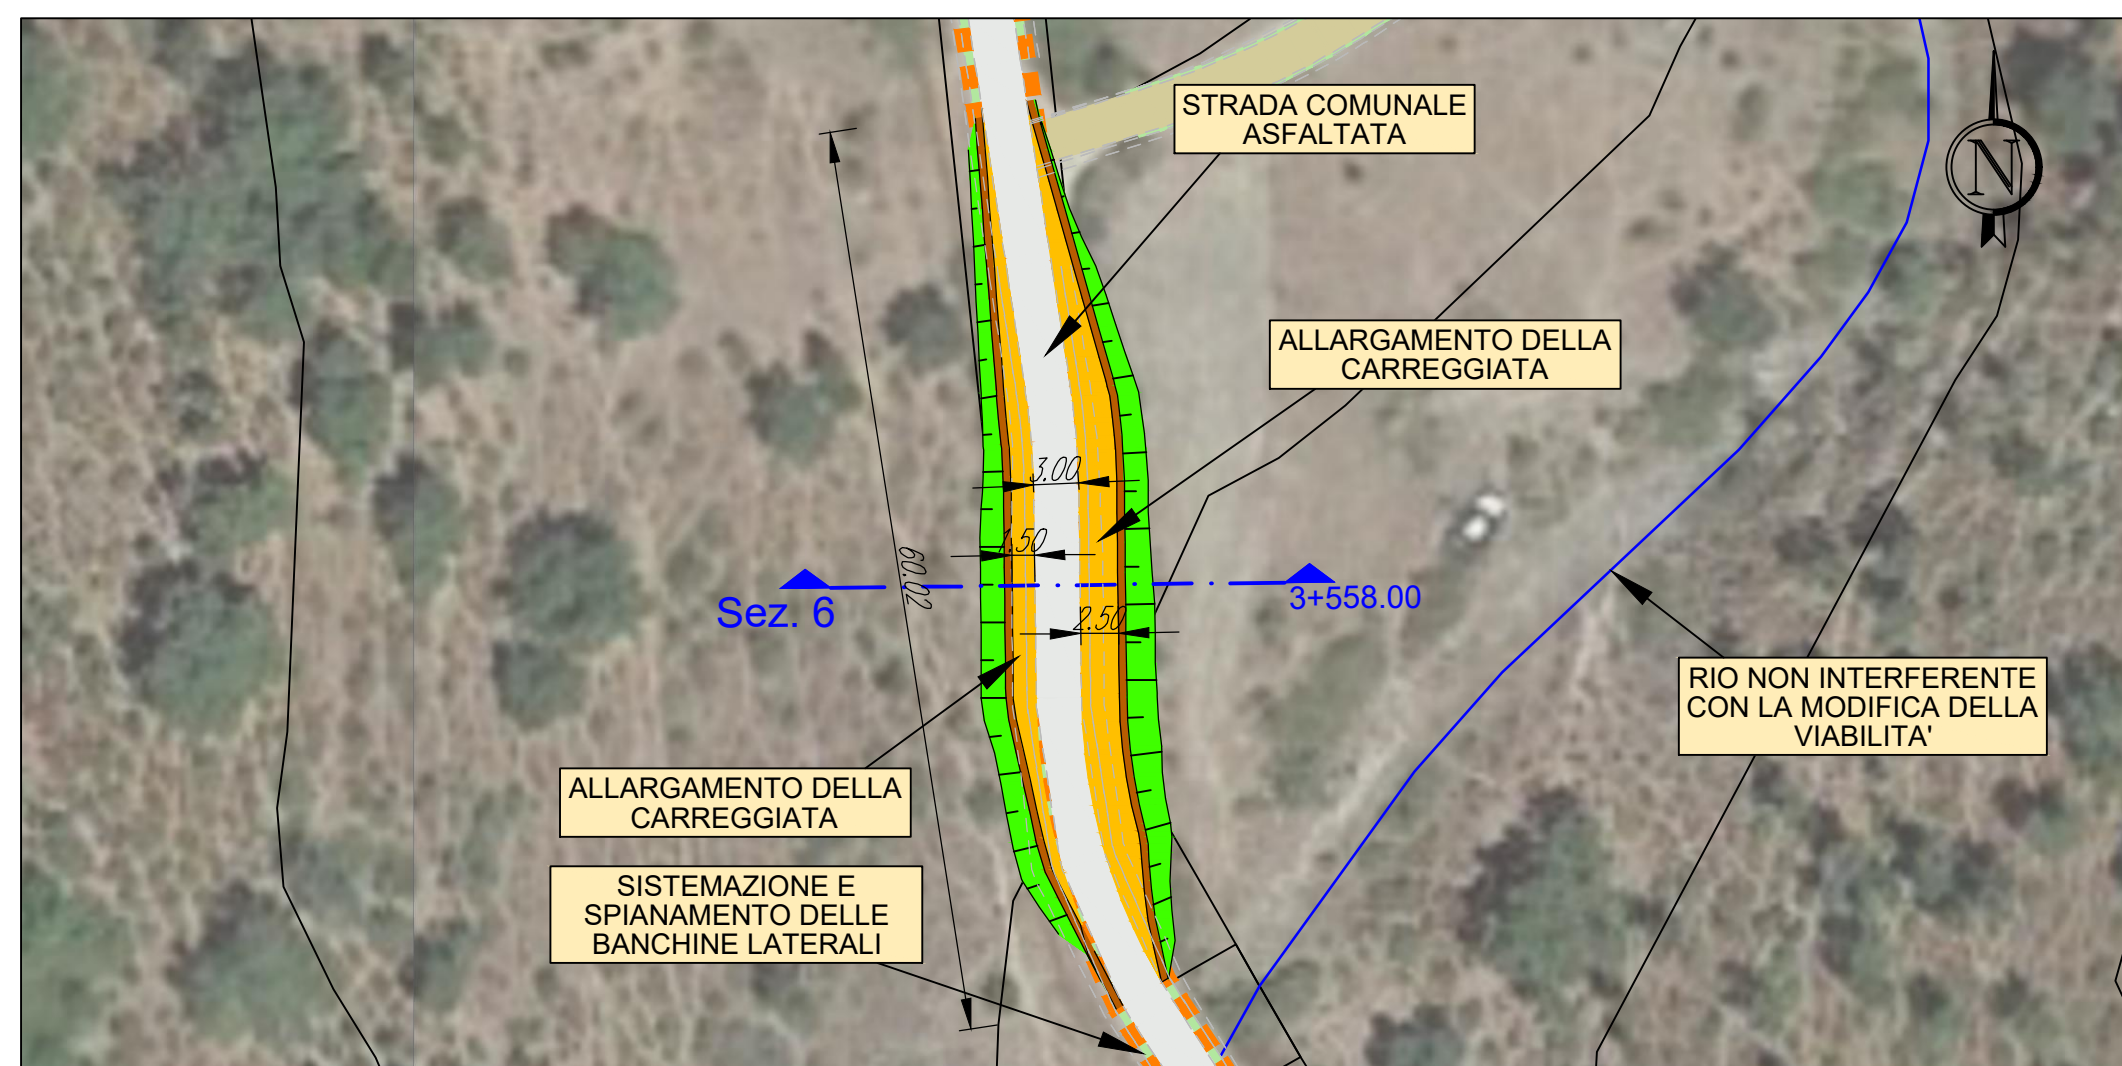 STRADA COMUNALE
ASFALTATA
N
ALLARGAMENTO DELLA
CARREGGIATA
3.00
1.50
60.02
Sez. 6
3+558.00
2.50
RIO NON INTERFERENTE
CON LA MODIFICA DELLA
VIABILITA'
ALLARGAMENTO DELLA
CARREGGIATA
SISTEMAZIONE E
SPIANAMENTO DELLE
BANCHINE LATERALI